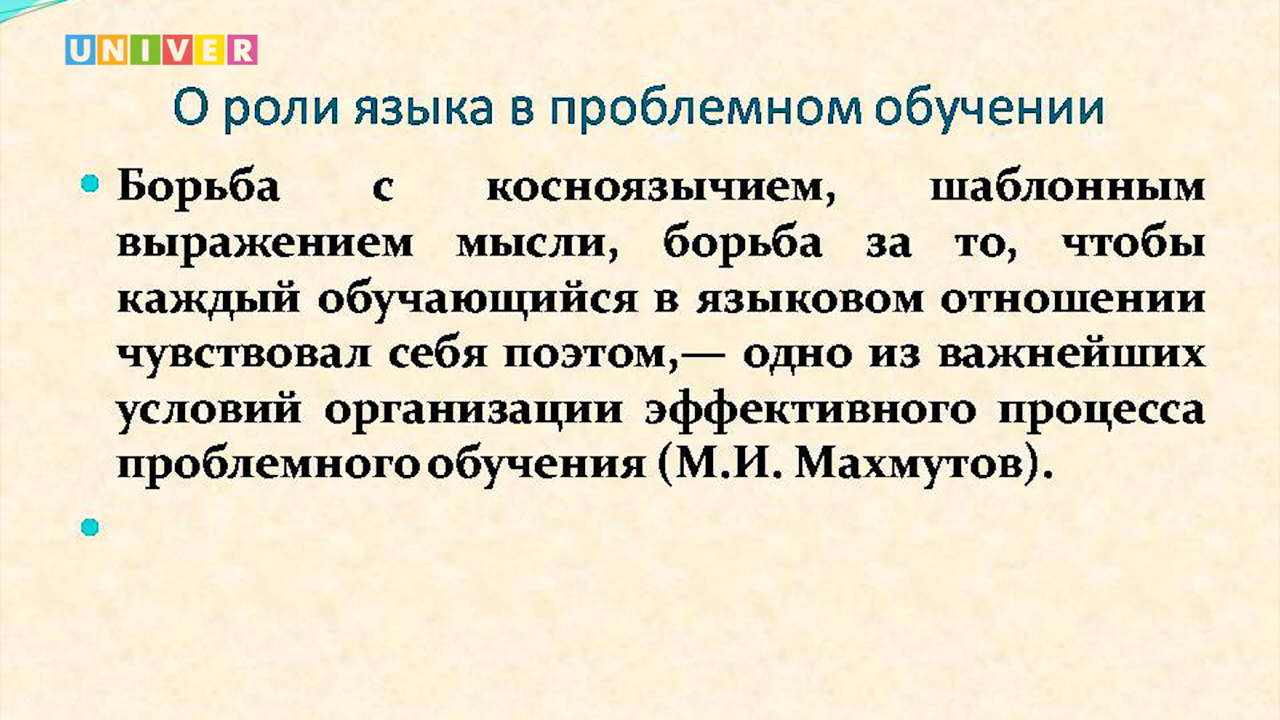 UNIVER
О роли языка в проблемном обучении
Борьба с косноязычием, шаблонным
выражением мысли, борьба за то, чтобы
каждый обучающийся в языковом отношении
чувствовал себя поэтом,— одно из важнейших
условий организации эффективного процесса
проблемного обучения (М.И. Махмутов).